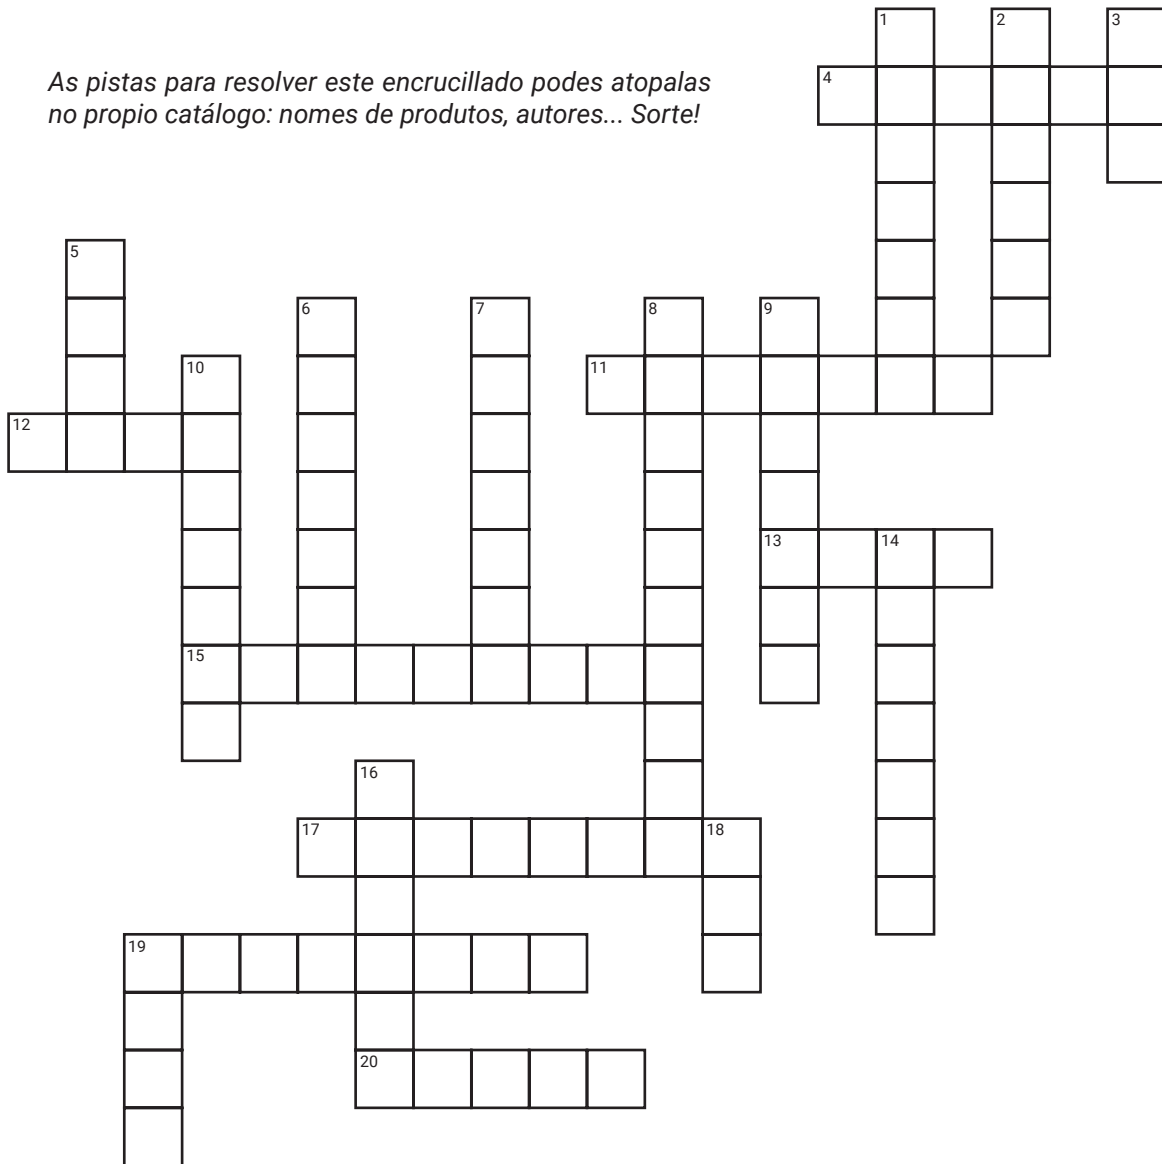 1 2 3
As pistas para resolver este encrucillado podes atopalas
4
no propio catálogo: nomes de produtos, autores... Sorte!
5
6 7 8 9
10 11
12
13 14
15
16
17 18
19
20